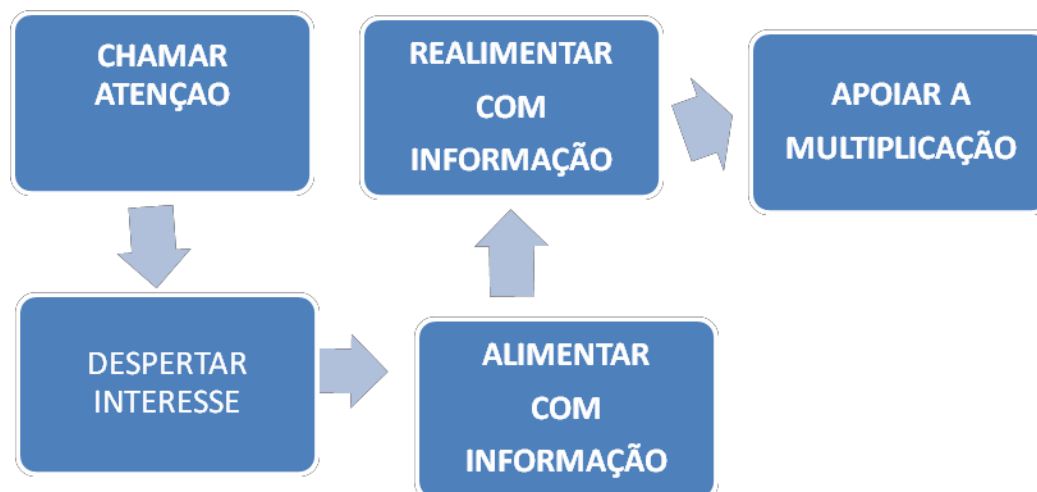 CHAMAR
ATENÇAO
DESPERTAR
INTERESSE
ALIMENTAR
COM
INFORMAÇÃO
REALIMENTAR
COM
INFORMAÇÃO
APOIAR A
MULTIPLICAÇÃO